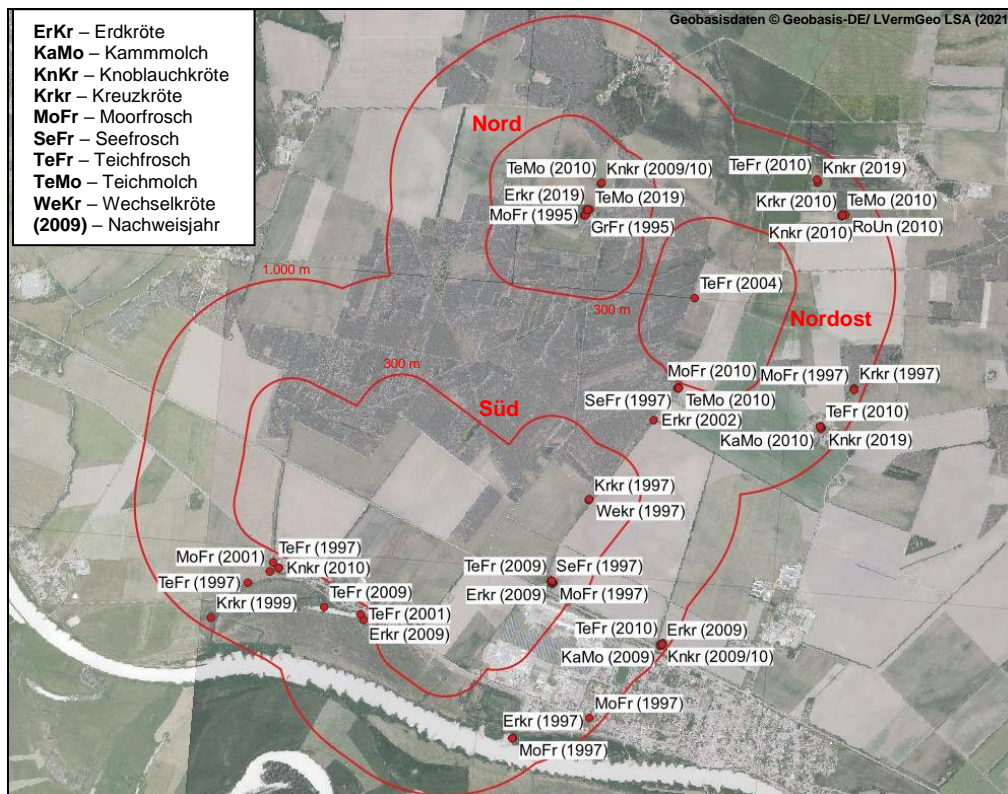 Geobasisdaten © Geobasis-DE/ LVermGeo LSA (2021
ErKr – Erdkröte
KaMo – Kammmolch
KnKr – Knoblauchkröte
Krkr – Kreuzkröte
MoFr – Moorfrosch
SeFr – Seefrosch
TeFr – Teichfrosch
TeMo – Teichmolch
WeKr – Wechselkröte
(2009) – Nachweisjahr
Nord
TeMo (2010)
Knkr (2009/10)
Erkr (2019)
TeMo (2019)
MoFr (1995)
GrFr (1995)
TeFr (2010)
Knkr (2019)
Krkr (2010)
TeMo (2010)
Knkr (2010)
RoUn (2010)
1.000 m
TeFr (2004)
300 m
Nordost
300 m
MoFr (2010)
MoFr (1997)
Krkr (1997)
SeFr (1997)
TeMo (2010)
Süd
Erkr (2002)
TeFr (2010)
KaMo (2010)
Knkr (2019)
Krkr (1997)
Wekr (1997)
TeFr (1997)
MoFr (2001)
Knkr (2010)
TeFr (1997)
TeFr (2009)
SeFr (1997)
Erkr (2009)
MoFr (1997)
Krkr (1999)
TeFr (2009)
TeFr (2001)
Erkr (2009)
TeFr (2010)
Erkr (2009)
KaMo (2009)
Knkr (2009/10)
MoFr (1997)
Erkr (1997)
MoFr (1997)